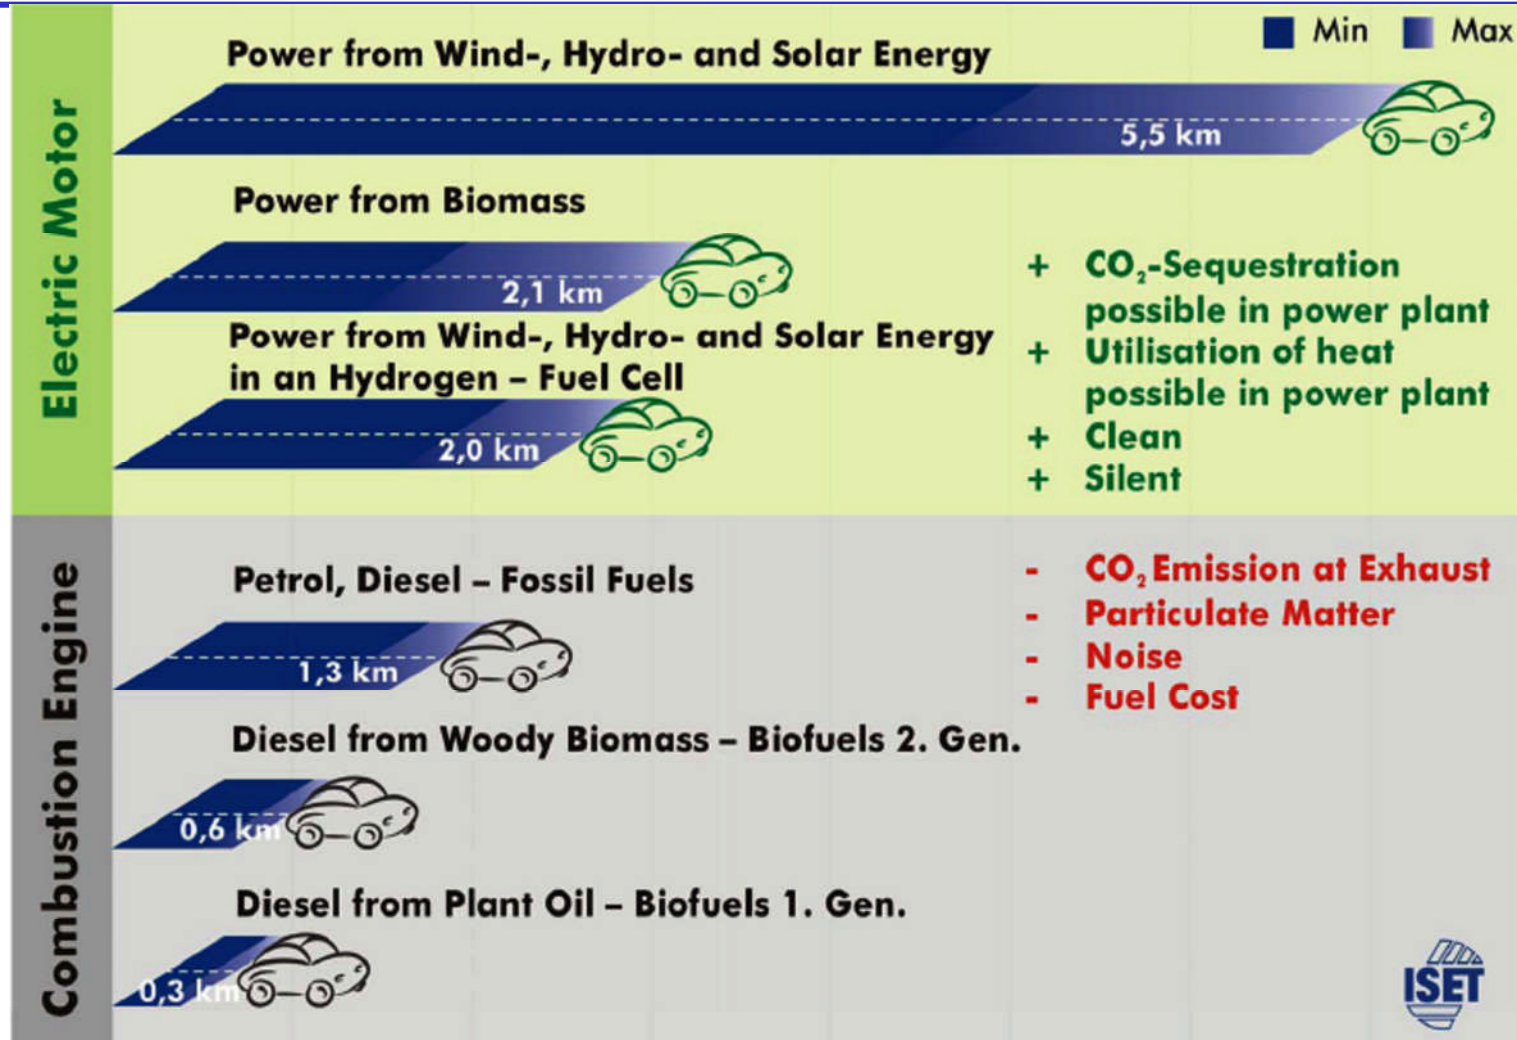 Min Max
Electric Motor
Power from Wind-, Hydro- and Solar Energy
5,5 km
Power from Biomass
2,1 km
Power from Wind-, Hydro- and Solar Energy
in an Hydrogen – Fuel Cell
2,0 km
+ CO₂-Sequestration
possible in power plant
+ Utilisation of heat
possible in power plant
+ Clean
+ Silent
Combustion Engine
Petrol, Diesel – Fossil Fuels
1,3 km
Diesel from Woody Biomass – Biofuels 2. Gen.
0,6 km
Diesel from Plant Oil – Biofuels 1. Gen.
0,3 km
- CO₂ Emission at Exhaust
- Particulate Matter
- Noise
- Fuel Cost
ISET